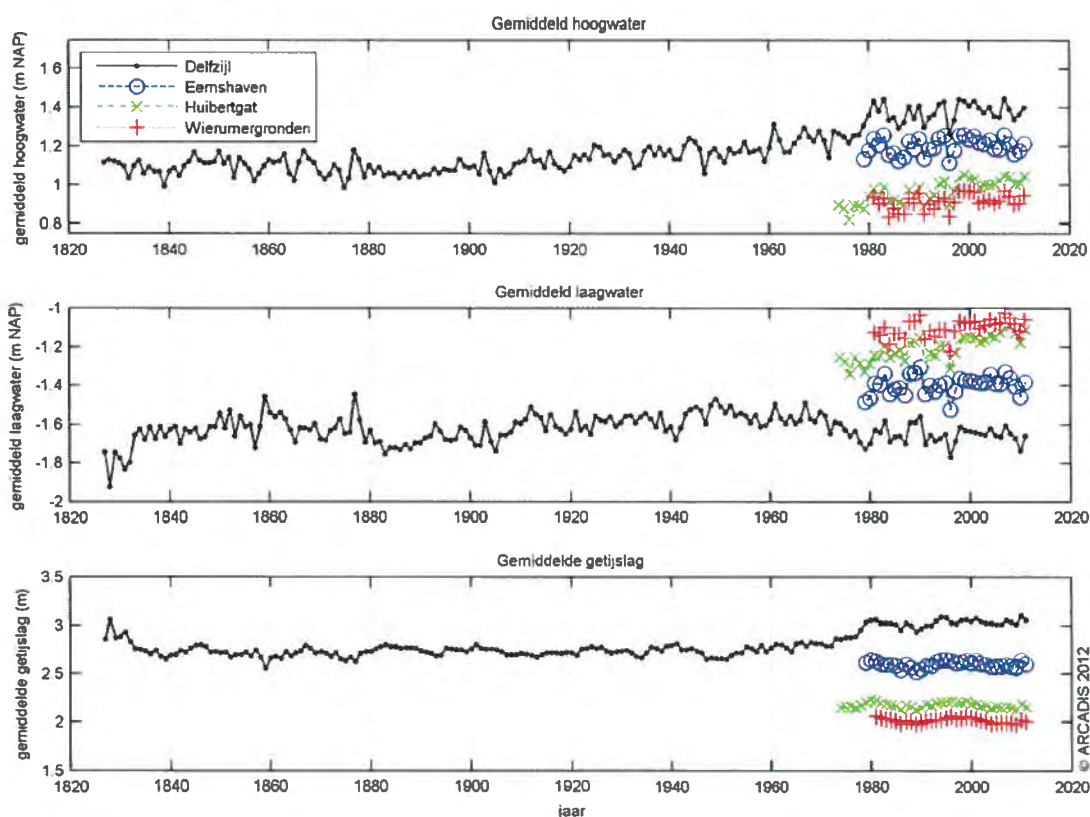 Gemiddeld hoogwater
gemiddeld hoogwater (m NAP)
1.6
1.4
1.2
1
0.8
Delfzijl
Eemshaven
Huibertgat
Wierumergronden
1820 1840 1860 1880 1900 1920 1940 1960 1980 2000 2020
Gemiddeld laagwater
gemiddeld laagwater (m NAP)
-1
-1.2
-1.4
-1.6
-1.8
-2
1820 1840 1860 1880 1900 1920 1940 1960 1980 2000 2020
Gemiddelde getijslag
gemiddelde getijslag (m)
3.5
3
2.5
2
1.5
1820 1840 1860 1880 1900 1920 1940 1960 1980 2000 2020
jaar
© ARCADIS 2012